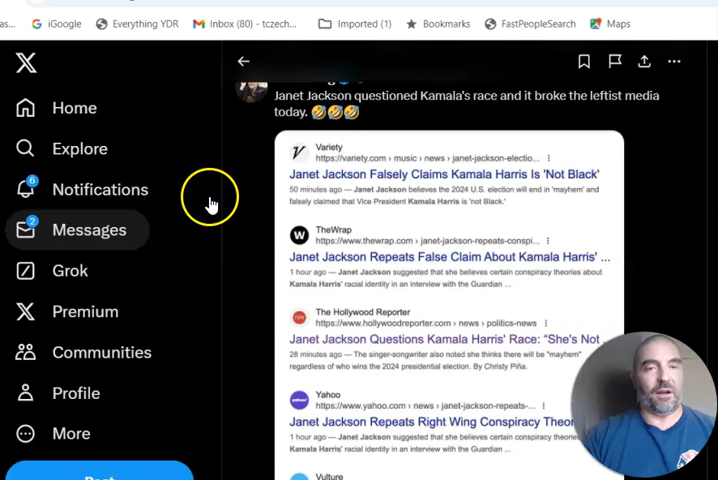 as...
iGoogle
Everything YDR
Inbox (80) - tczech...
Imported (1)
Bookmarks
FastPeopleSearch
Maps
Home
Explore
6
Notifications
2
Messages
Grok
Premium
Communities
Profile
More
Janet Jackson questioned Kamala's race and it broke the leftist media
today. 🤣🤣🤣
Variety
https://variety.com › music › news › janet-jackson-electio...
Janet Jackson Falsely Claims Kamala Harris Is 'Not Black'
50 minutes ago — Janet Jackson believes the 2024 U.S. election will end in 'mayhem' and
falsely claimed that Vice President Kamala Harris is 'not Black.'
TheWrap
https://www.thewrap.com › janet-jackson-repeats-conspi...
Janet Jackson Repeats False Claim About Kamala Harris' ...
1 hour ago — Janet Jackson suggested that she believes certain conspiracy theories about
Kamala Harris' racial identity in an interview with the Guardian ...
The Hollywood Reporter
https://www.hollywoodreporter.com › news › politics-news
Janet Jackson Questions Kamala Harris' Race: “She's Not ...
28 minutes ago — The singer-songwriter also noted she thinks there will be "mayhem"
regardless of who wins the 2024 presidential election. By Christy Piña.
Yahoo
https://www.yahoo.com › news › janet-jackson-repeats-...
Janet Jackson Repeats Right Wing Conspiracy Theor
1 hour ago — Janet Jackson suggested that she believes certain conspiracy
Kamala Harris' racial identity in an interview with the Guardian ...
Vulture